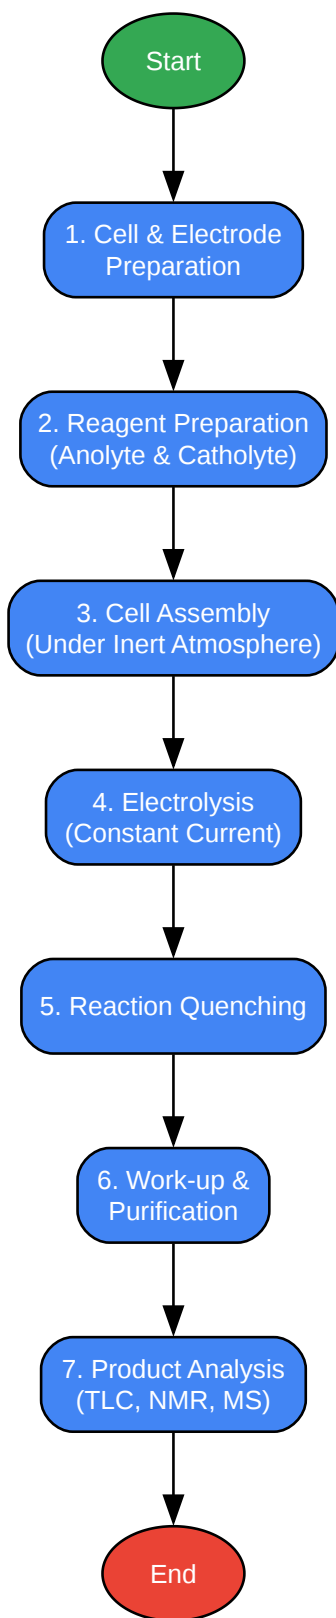 Start
1. Cell & Electrode
Preparation
2. Reagent Preparation
(Anolyte & Catholyte)
3. Cell Assembly
(Under Inert Atmosphere)
4. Electrolysis
(Constant Current)
5. Reaction Quenching
6. Work-up &
Purification
7. Product Analysis
(TLC, NMR, MS)
End